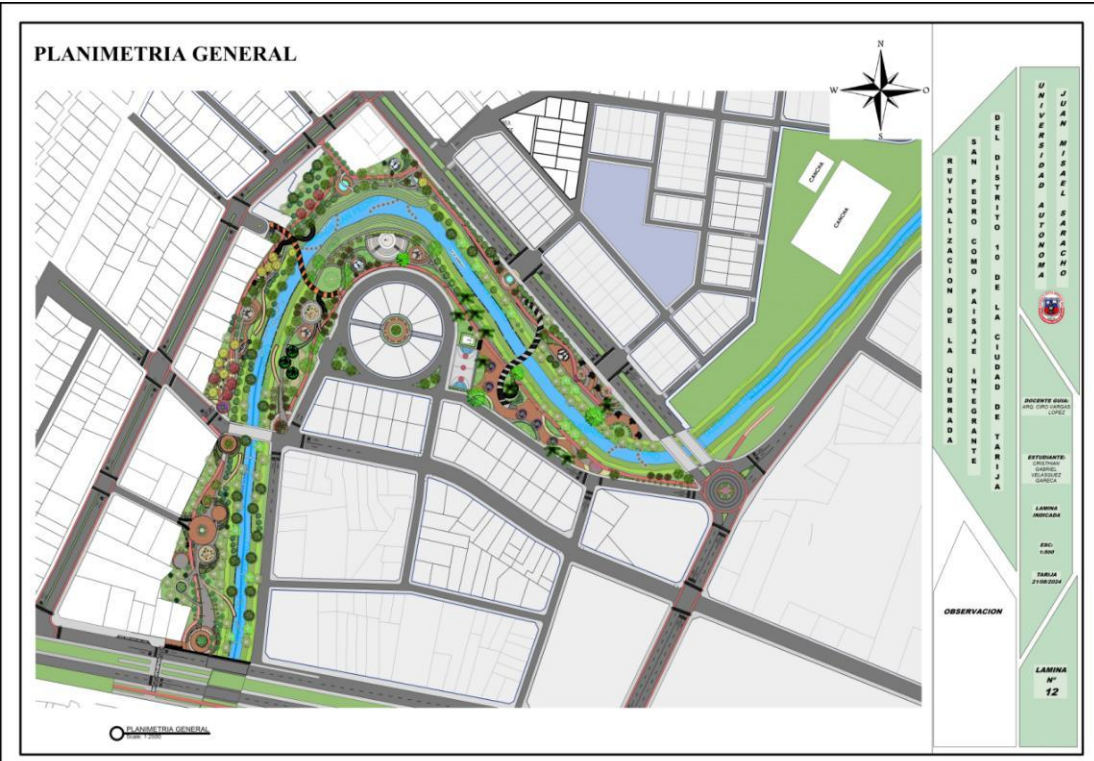 PLANIMETRIA GENERAL
N
W
O
S
CANCHA
CANCHA
PLANIMETRIA GENERAL
Scale: 1:2000
REVITALIZACION DE LA QUEBRADA
SAN PEDRO COMO PAISAJE INTEGRANTE
DEL DISTRITO 10 DE LA CIUDAD DE TARIJA
UNIVERSIDAD AUTONOMA
JUAN MISAEL SARACHO
DOCENTE GUIA:
ARQ. CIRO VARGAS
LOPEZ
ESTUDIANTE:
CRISTHIAN
GABRIEL
VELASQUEZ
GARECA
LAMINA
INDICADA
ESC:
TARIJA
21/08/2024
OBSERVACION
LAMINA
N°
12